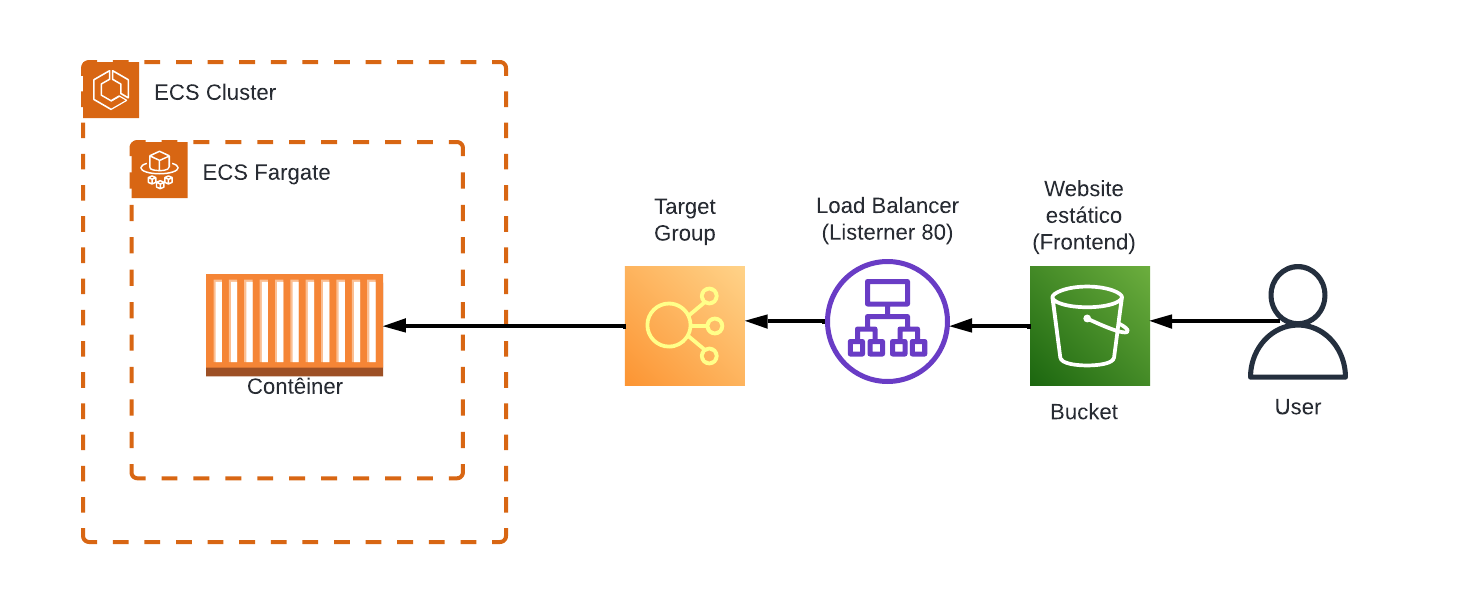 ECS Cluster
ECS Fargate
Contêiner
Target
Group
Load Balancer
(Listerner 80)
Website
estático
(Frontend)
Bucket
User